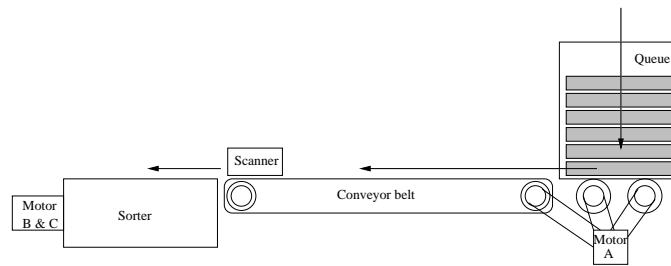 Queue
Scanner
Conveyor belt
Motor
B & C
Sorter
Motor
A